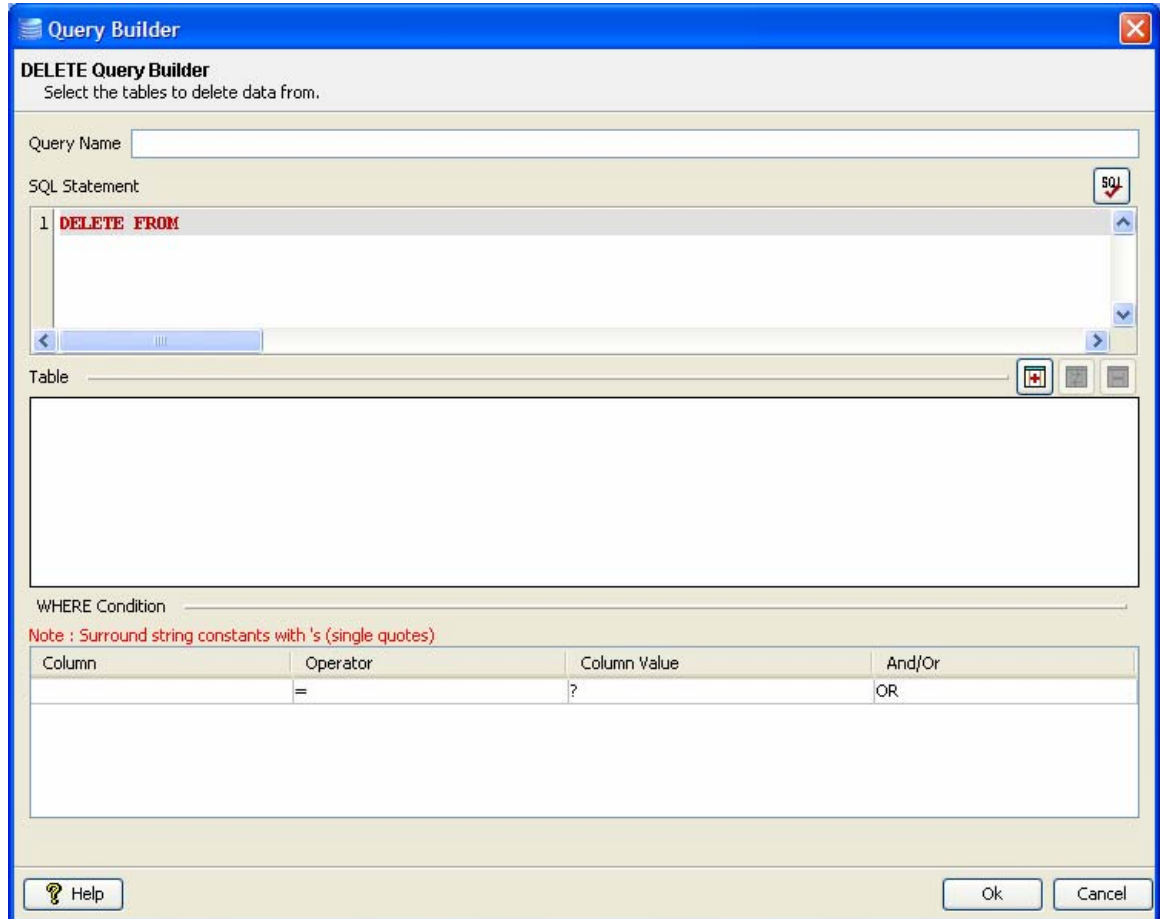 Query Builder
DELETE Query Builder
Select the tables to delete data from.
Query Name
SQL Statement
SQL
1 DELETE FROM
Table
WHERE Condition
Note : Surround string constants with 's (single quotes)
Column Operator Column Value And/Or
= ? OR
? Help Ok Cancel